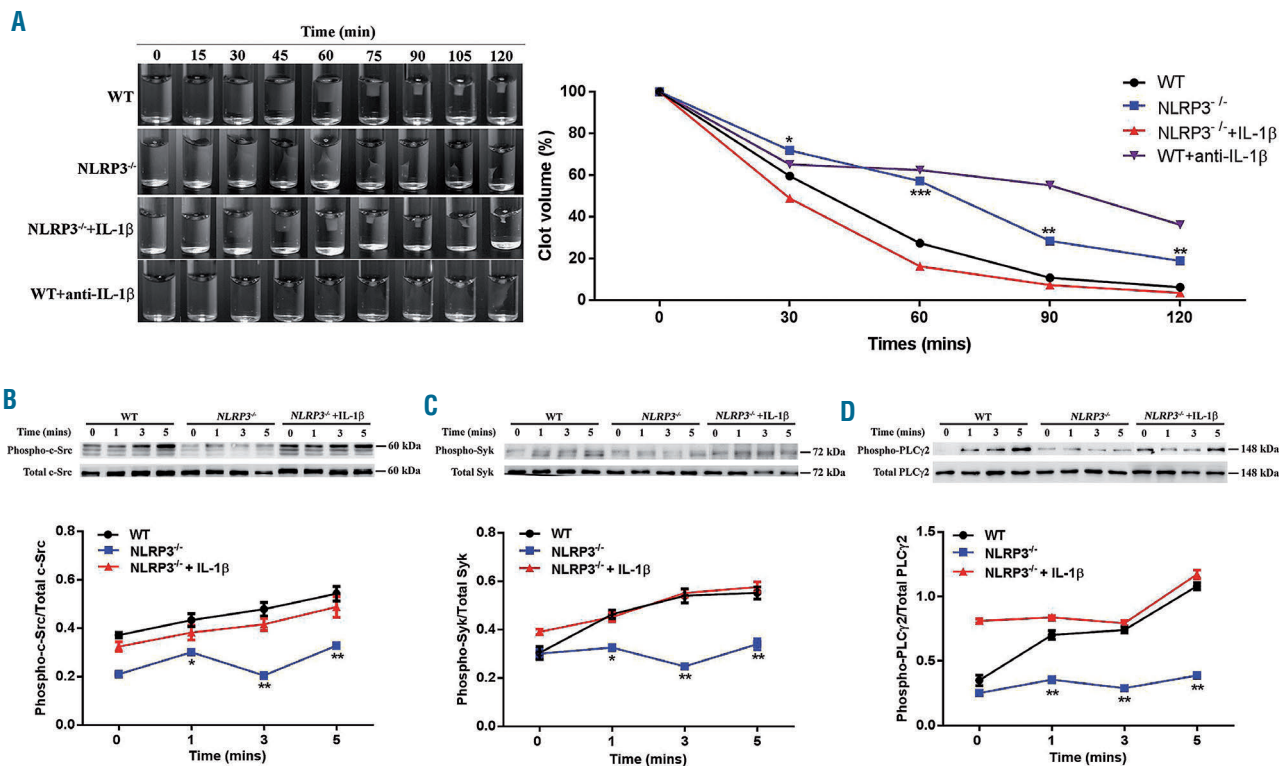 A
Time (min)
0 15 30 45 60 75 90 105 120
WT
NLRP3-/-
NLRP3-/-+IL-1β
WT+anti-IL-1β
WT
NLRP3-/-
NLRP3-/-+IL-1β
WT+anti-IL-1β
Clot volume (%)
100
80
60
40
20
0
*
***
**
**
0 30 60 90 120
Times (mins)
B
WT NLRP3-/- NLRP3-/- +IL-1β
Time (mins) 0 1 3 5 0 1 3 5 0 1 3 5
Phospho-c-Src 60 kDa
Total c-Src 60 kDa
WT
NLRP3-/-
NLRP3-/- + IL-1β
Phospho-c-Src/Total c-Src
0.8
0.6
0.4
0.2
0.0
*
**
**
0 1 3 5
Time (mins)
C
WT NLRP3-/- NLRP3-/- +IL-1β
Time (mins) 0 1 3 5 0 1 3 5 0 1 3 5
Phospho-Syk 72 kDa
Total Syk 72 kDa
WT
NLRP3-/-
NLRP3-/- + IL-1β
Phospho-Syk/Total Syk
0.8
0.6
0.4
0.2
0.0
*
**
**
0 1 3 5
Time (mins)
D
WT NLRP3-/- NLRP3-/- +IL-1β
Time (mins) 0 1 3 5 0 1 3 5 0 1 3 5
Phospho-PLCγ2 148 kDa
Total PLCγ2 148 kDa
WT
NLRP3-/-
NLRP3-/- + IL-1β
Phospho-PLCγ2/Total PLCγ2
1.5
1.0
0.5
0.0
**
**
**
0 1 3 5
Time (mins)